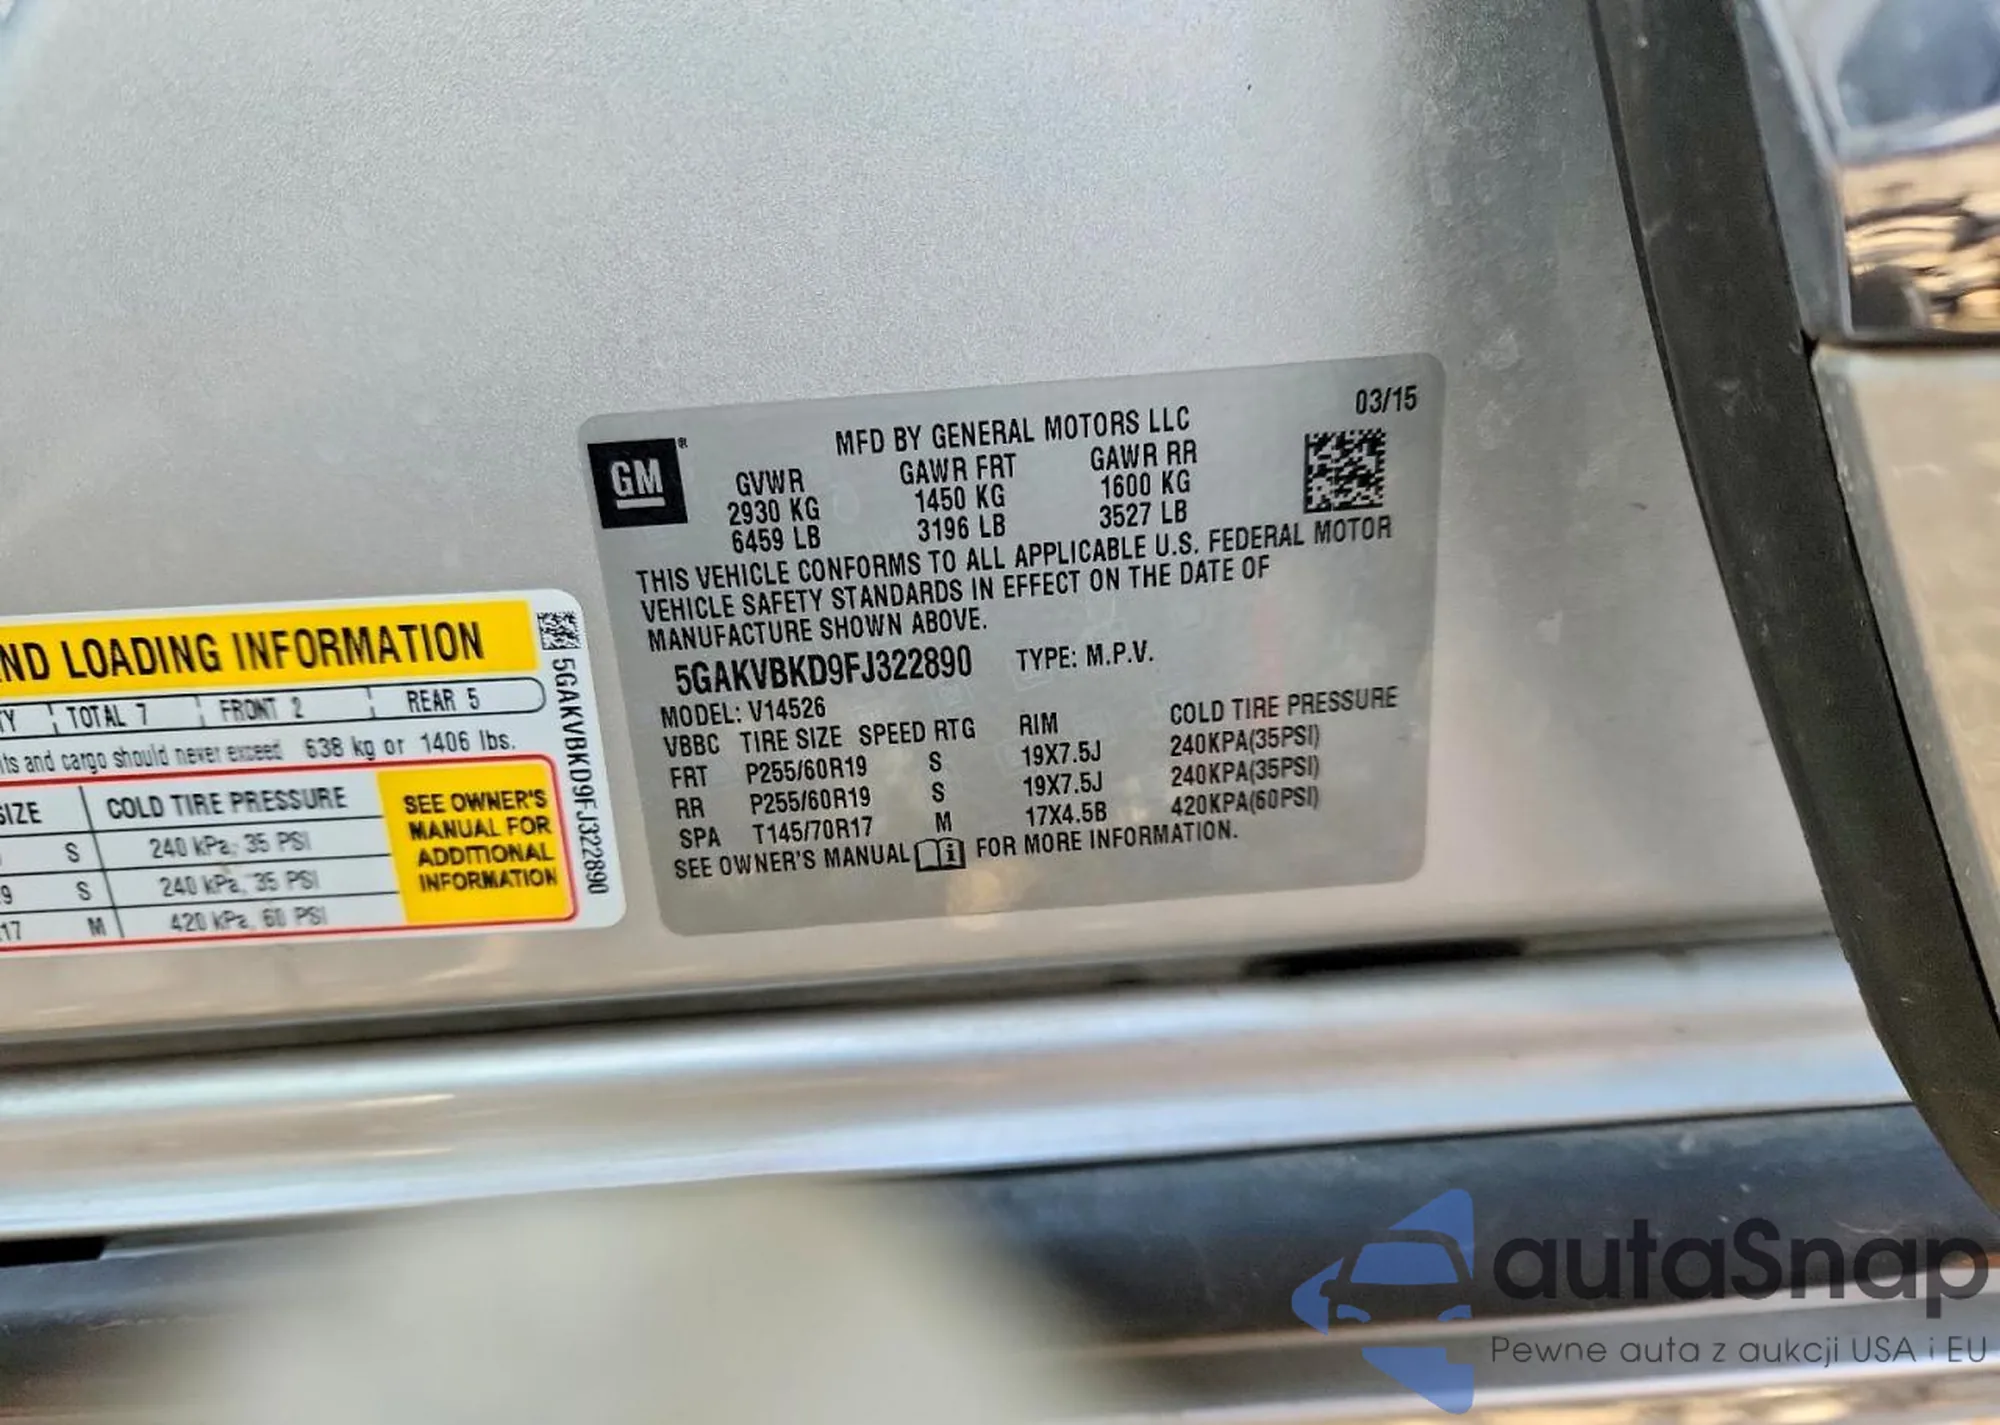 03/15
MFD BY GENERAL MOTORS LLC
GM
GVWR GAWR FRT GAWR RR
2930 KG 1450 KG 1600 KG
6459 LB 3196 LB 3527 LB
THIS VEHICLE CONFORMS TO ALL APPLICABLE U.S. FEDERAL MOTOR
VEHICLE SAFETY STANDARDS IN EFFECT ON THE DATE OF
MANUFACTURE SHOWN ABOVE.
5GAKVBKD9FJ322890 TYPE: M.P.V.
MODEL: V14526
VBBC TIRE SIZE SPEED RTG RIM COLD TIRE PRESSURE
FRT P255/60R19 S 19X7.5J 240KPA(35PSI)
RR P255/60R19 S 19X7.5J 240KPA(35PSI)
SPA T145/70R17 M 17X4.5B 420KPA(60PSI)
SEE OWNER'S MANUAL FOR MORE INFORMATION.
ND LOADING INFORMATION
TY TOTAL 7 FRONT 2 REAR 5
ts and cargo should never exceed 638 kg or 1406 lbs.
SIZE COLD TIRE PRESSURE
S 240 kPa, 35 PSI
9 S 240 kPa, 35 PSI
17 M 420 kPa, 60 PSI
SEE OWNER'S
MANUAL FOR
ADDITIONAL
INFORMATION
5GAKVBKD9FJ322890
autaSnap
Pewne auta z aukcji USA i EU